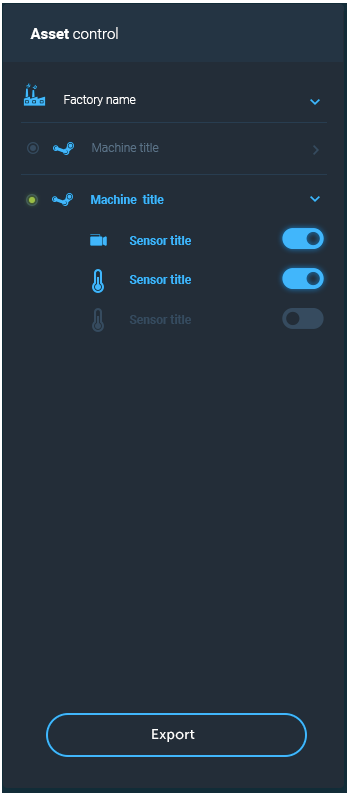 Asset control
Factory name
Machine title
Machine title
Sensor title
Sensor title
Sensor title
Export